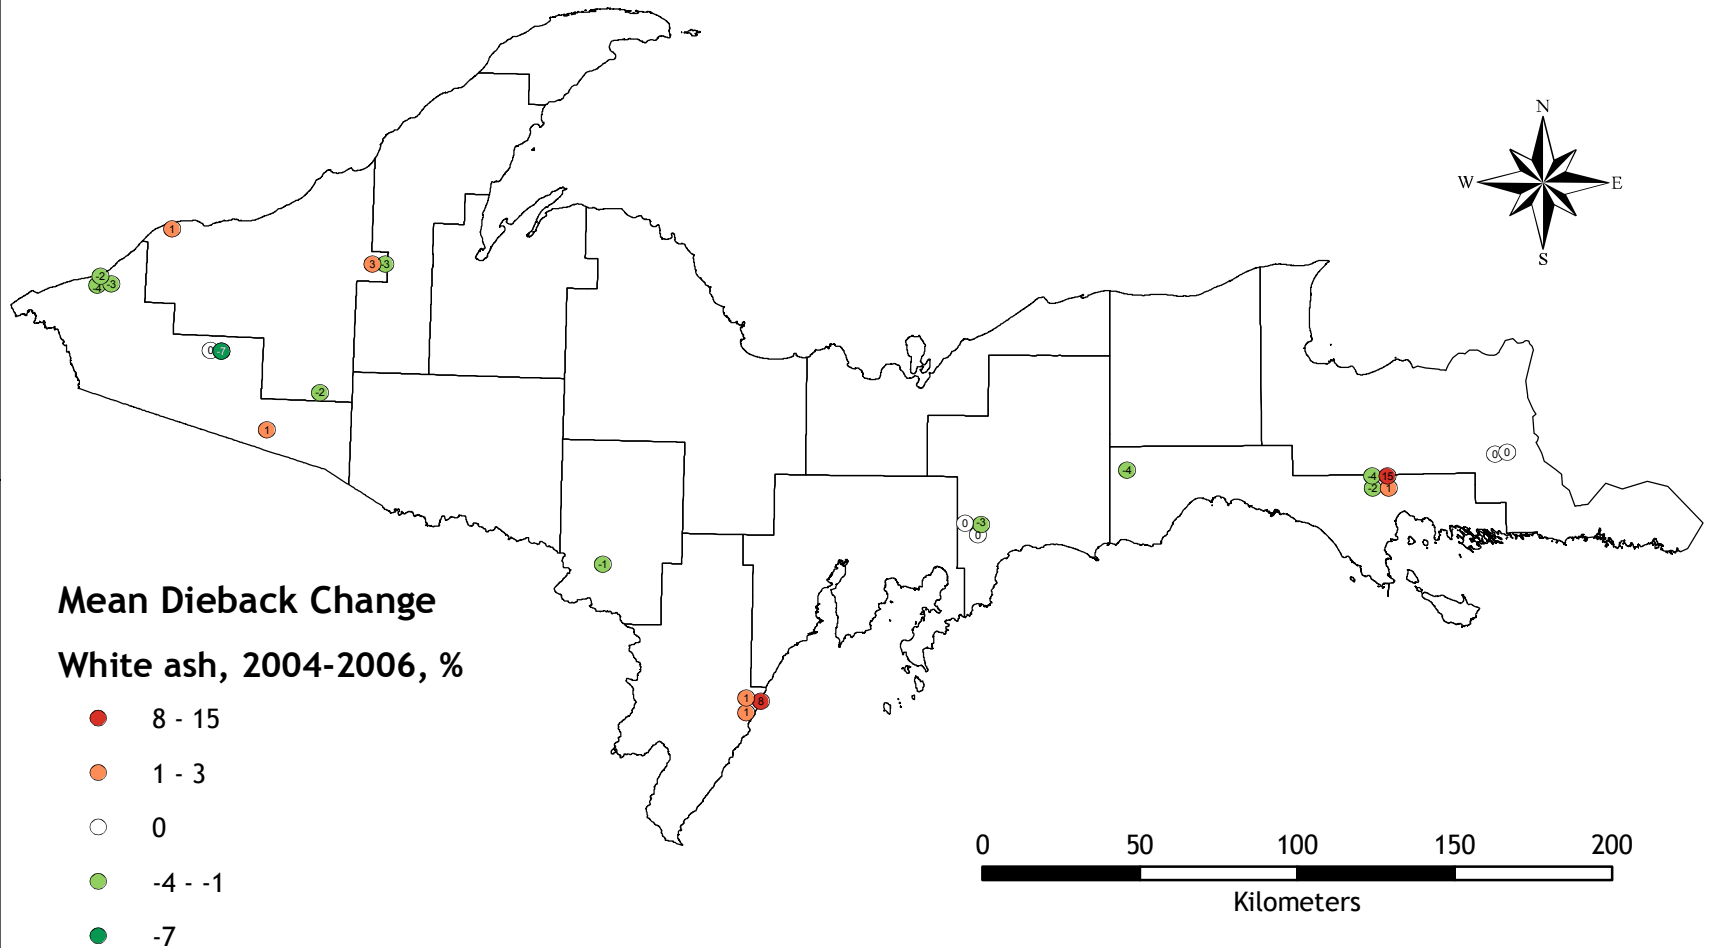 N
W E
S
1
3 -3
-2
-4 -3
0 -7
-2
1
0 0
-4
-4 15
-2 1
0 -3
0
-1
1 8
1
Mean Dieback Change
White ash, 2004-2006, %
8 - 15
1 - 3
0
-4 - -1
-7
0 50 100 150 200
Kilometers